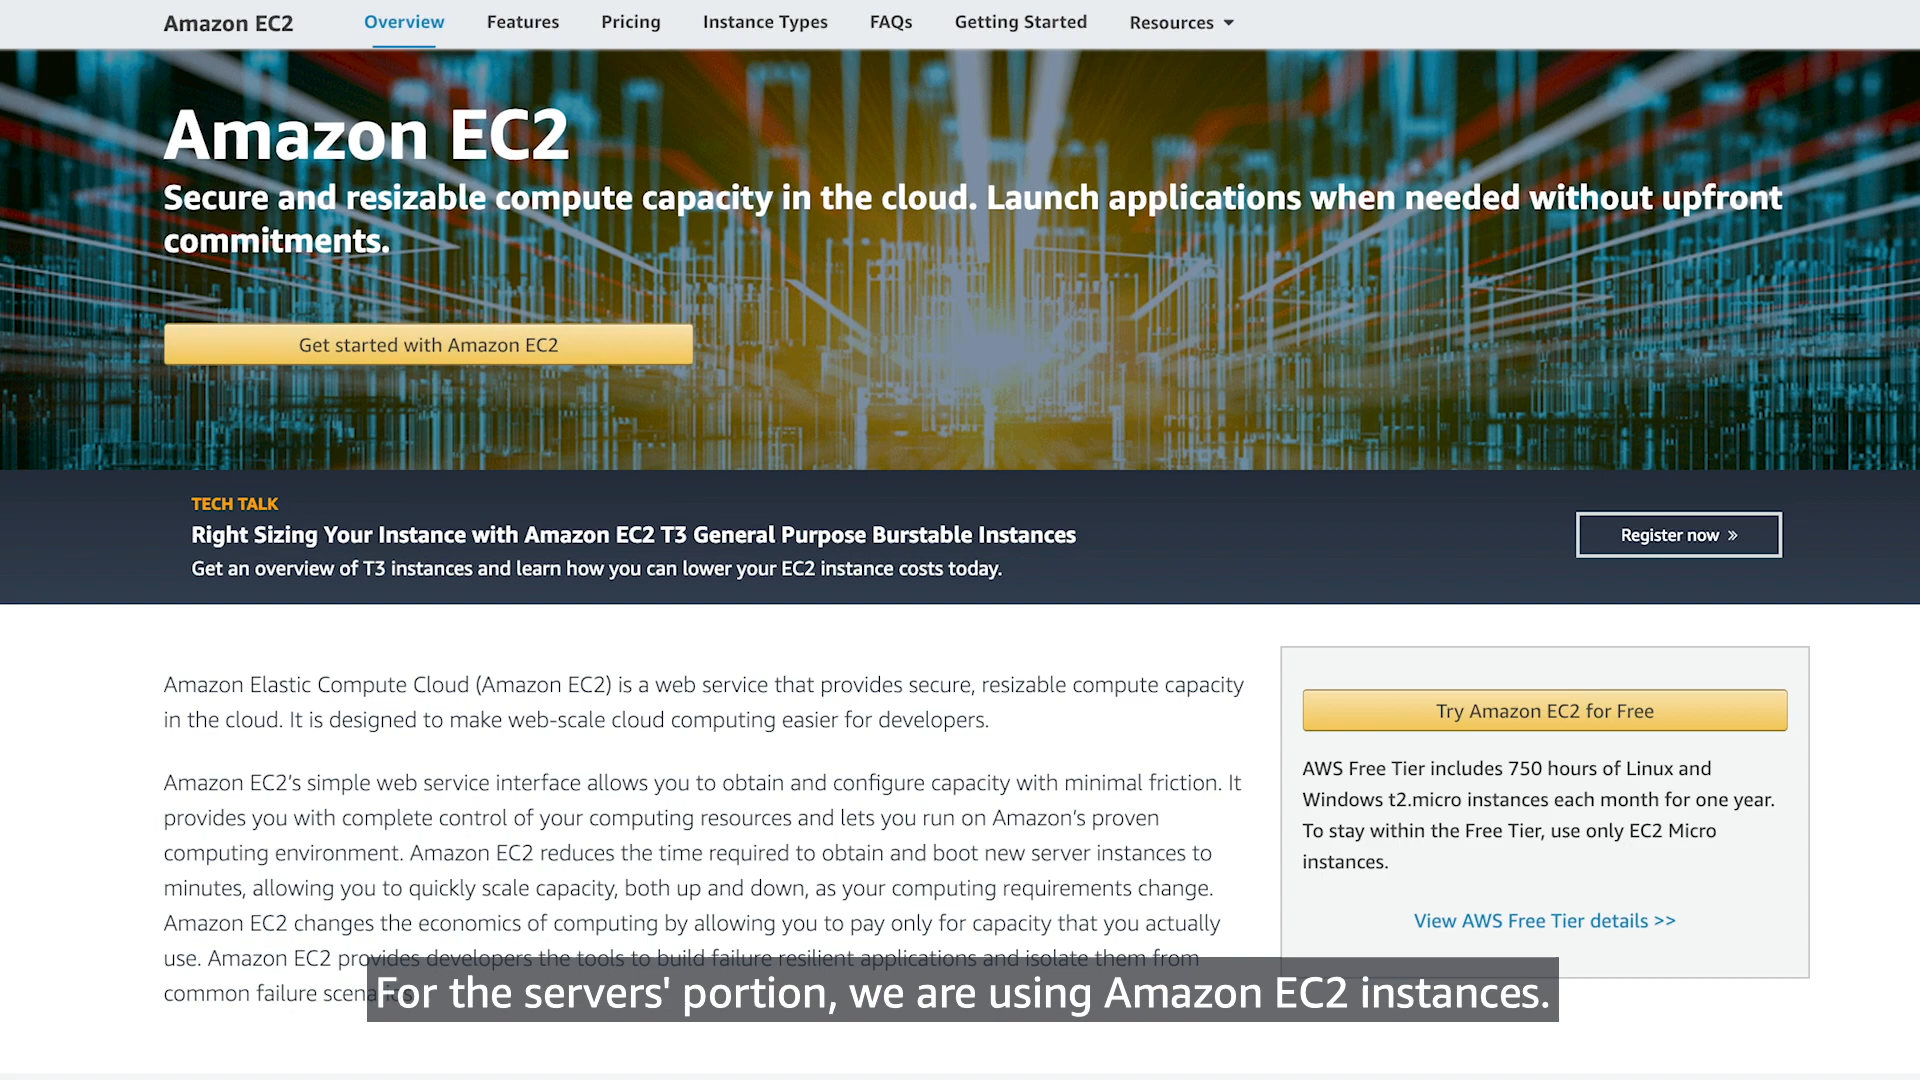 Amazon EC2
Overview
Features
Pricing
Instance Types
FAQs
Getting Started
Resources
Amazon EC2
Secure and resizable compute capacity in the cloud. Launch applications when needed without upfront
commitments.
Get started with Amazon EC2
TECH TALK
Right Sizing Your Instance with Amazon EC2 T3 General Purpose Burstable Instances
Get an overview of T3 instances and learn how you can lower your EC2 instance costs today.
Register now »
Amazon Elastic Compute Cloud (Amazon EC2) is a web service that provides secure, resizable compute capacity
in the cloud. It is designed to make web-scale cloud computing easier for developers.
Amazon EC2's simple web service interface allows you to obtain and configure capacity with minimal friction. It
provides you with complete control of your computing resources and lets you run on Amazon's proven
computing environment. Amazon EC2 reduces the time required to obtain and boot new server instances to
minutes, allowing you to quickly scale capacity, both up and down, as your computing requirements change.
Amazon EC2 changes the economics of computing by allowing you to pay only for capacity that you actually
use. Amazon EC2 provides developers the tools to build failure resilient applications and isolate them from
common failure
Try Amazon EC2 for Free
AWS Free Tier includes 750 hours of Linux and
Windows t2.micro instances each month for one year.
To stay within the Free Tier, use only EC2 Micro
instances.
View AWS Free Tier details >>
For the servers' portion, we are using Amazon EC2 instances.